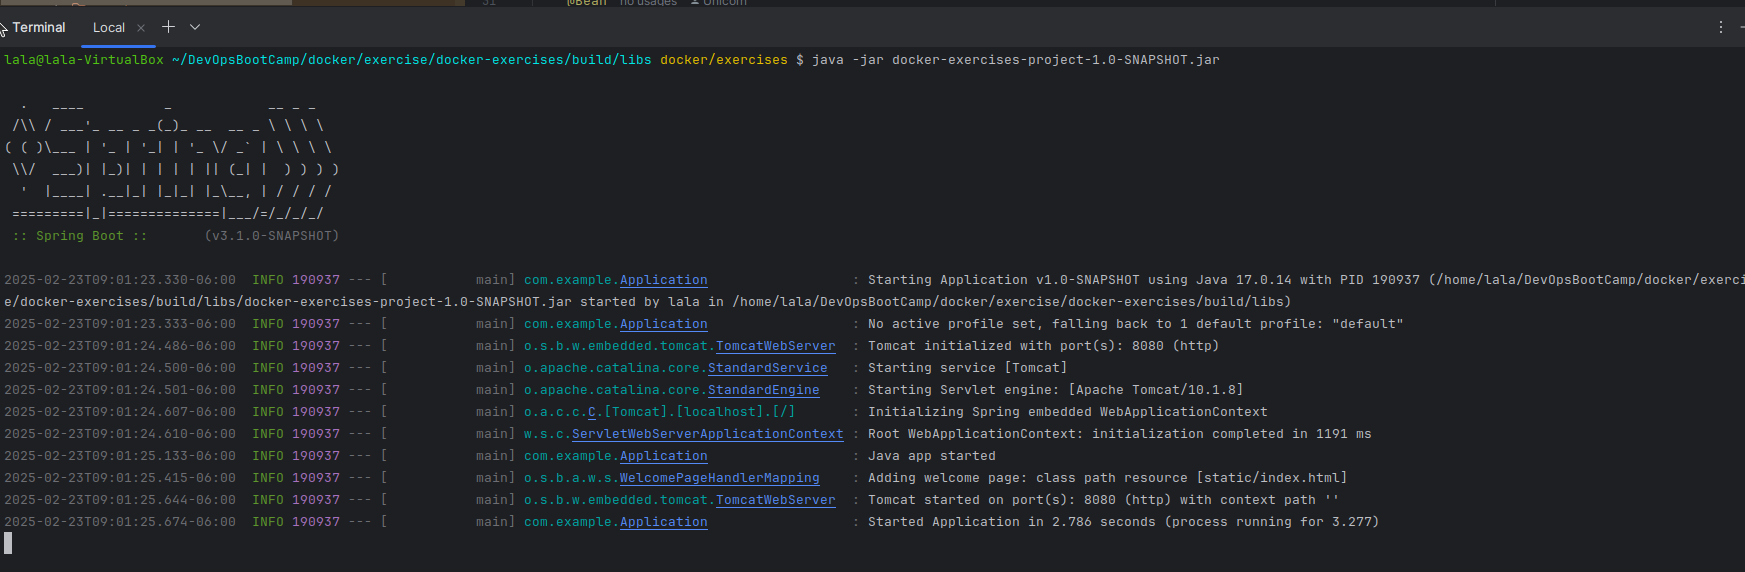 31 @Bean no usages Unicorn
Terminal Local × + ⌄
lala@lala-VirtualBox ~/DevOpsBootCamp/docker/exercise/docker-exercises/build/libs docker/exercises $ java -jar docker-exercises-project-1.0-SNAPSHOT.jar
  .   ____          _            __ _ _
 /\\ / ___'_ __ _ _(_)_ __  __ _ \ \ \ \
( ( )\___ | '_ | '_| | '_ \/ _` | \ \ \ \
 \\/  ___)| |_)| | | | | || (_| |  ) ) ) )
  '  |____| .__|_| |_|_| |_\__, | / / / /
 =========|_|==============|___/=/_/_/_/
 :: Spring Boot ::       (v3.1.0-SNAPSHOT)
2025-02-23T09:01:23.330-06:00  INFO 190937 --- [           main] com.example.Application                  : Starting Application v1.0-SNAPSHOT using Java 17.0.14 with PID 190937 (/home/lala/DevOpsBootCamp/docker/exerci
e/docker-exercises/build/libs/docker-exercises-project-1.0-SNAPSHOT.jar started by lala in /home/lala/DevOpsBootCamp/docker/exercise/docker-exercises/build/libs)
2025-02-23T09:01:23.333-06:00  INFO 190937 --- [           main] com.example.Application                  : No active profile set, falling back to 1 default profile: "default"
2025-02-23T09:01:24.486-06:00  INFO 190937 --- [           main] o.s.b.w.embedded.tomcat.TomcatWebServer  : Tomcat initialized with port(s): 8080 (http)
2025-02-23T09:01:24.500-06:00  INFO 190937 --- [           main] o.apache.catalina.core.StandardService   : Starting service [Tomcat]
2025-02-23T09:01:24.501-06:00  INFO 190937 --- [           main] o.apache.catalina.core.StandardEngine    : Starting Servlet engine: [Apache Tomcat/10.1.8]
2025-02-23T09:01:24.607-06:00  INFO 190937 --- [           main] o.a.c.c.C.[Tomcat].[localhost].[/]       : Initializing Spring embedded WebApplicationContext
2025-02-23T09:01:24.610-06:00  INFO 190937 --- [           main] w.s.c.ServletWebServerApplicationContext : Root WebApplicationContext: initialization completed in 1191 ms
2025-02-23T09:01:25.133-06:00  INFO 190937 --- [           main] com.example.Application                  : Java app started
2025-02-23T09:01:25.415-06:00  INFO 190937 --- [           main] o.s.b.a.w.s.WelcomePageHandlerMapping    : Adding welcome page: class path resource [static/index.html]
2025-02-23T09:01:25.644-06:00  INFO 190937 --- [           main] o.s.b.w.embedded.tomcat.TomcatWebServer  : Tomcat started on port(s): 8080 (http) with context path ''
2025-02-23T09:01:25.674-06:00  INFO 190937 --- [           main] com.example.Application                  : Started Application in 2.786 seconds (process running for 3.277)